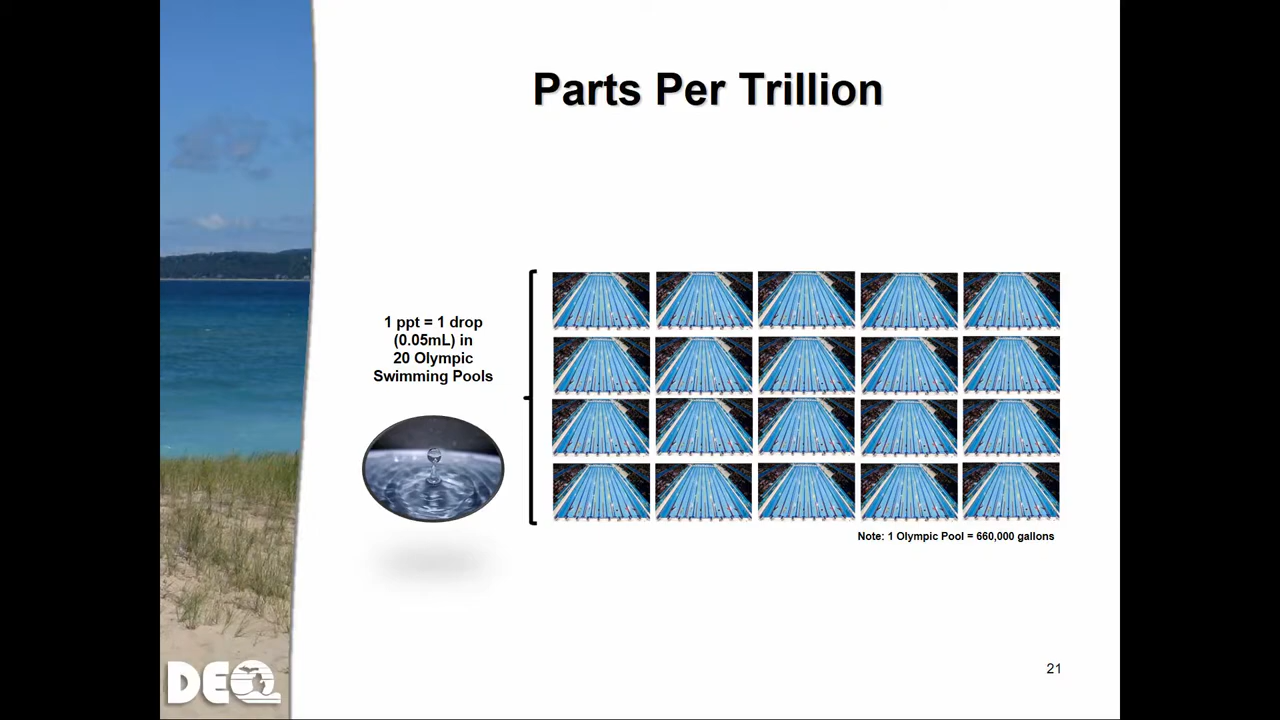 Parts Per Trillion
1 ppt = 1 drop
(0.05mL) in
20 Olympic
Swimming Pools
Note: 1 Olympic Pool = 660,000 gallons
21
DEQ